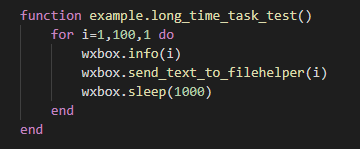 function example.long_time_task_test()
    for i=1,100,1 do
        wxbox.info(i)
        wxbox.send_text_to_filehelper(i)
        wxbox.sleep(1000)
    end
end